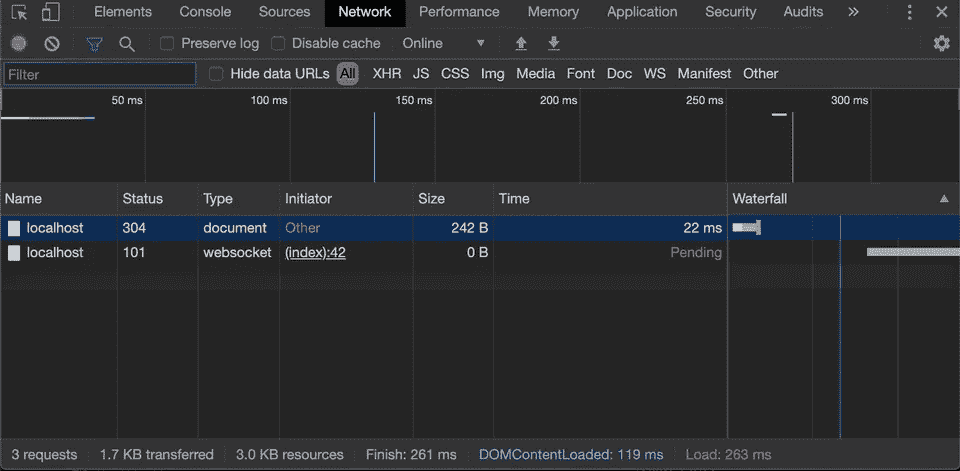 Elements Console Sources Network Performance Memory Application Security Audits »
Preserve log Disable cache Online ▼
Filter Hide data URLs All XHR JS CSS Img Media Font Doc WS Manifest Other
50 ms 100 ms 150 ms 200 ms 250 ms 300 ms
Name Status Type Initiator Size Time Waterfall ▲
localhost 304 document Other 242 B 22 ms
localhost 101 websocket (index):42 0 B Pending
3 requests 1.7 KB transferred 3.0 KB resources Finish: 261 ms DOMContentLoaded: 119 ms Load: 263 ms